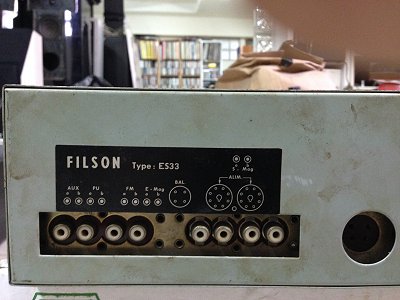 FILSON Type: ES33
a b
S - Mag
AUX PU FM E - Mag BAL ALIM.
a b a b a b a b